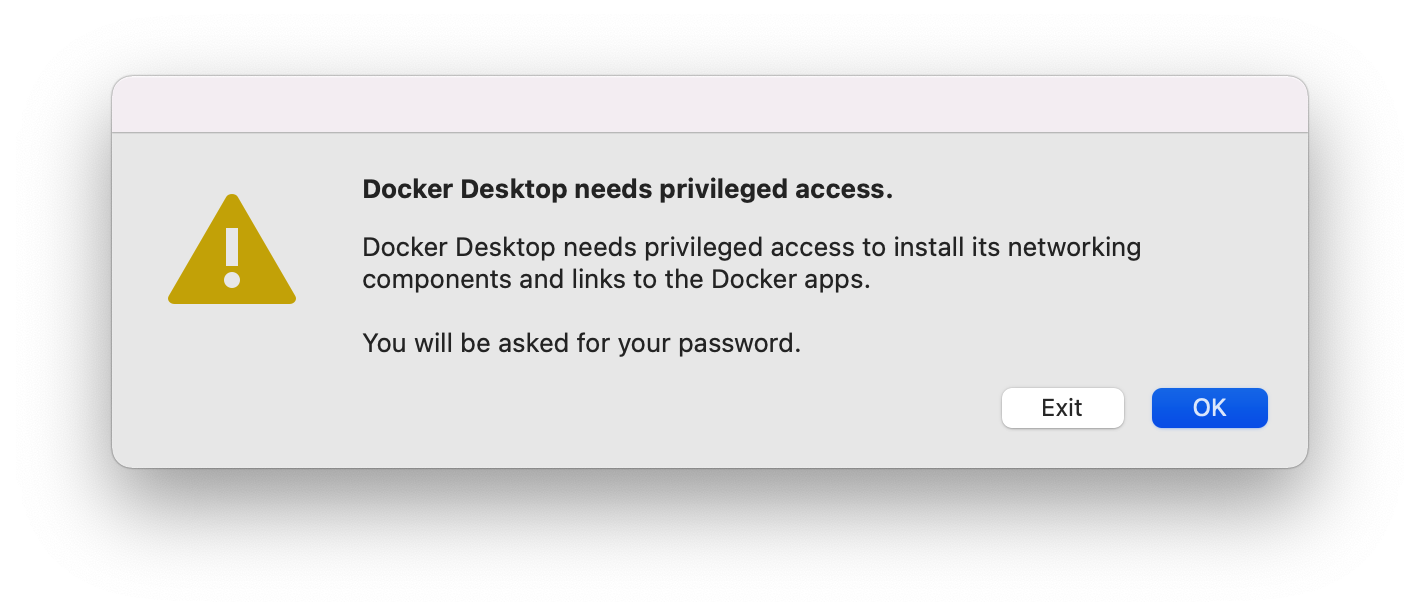 Docker Desktop needs privileged access.
Docker Desktop needs privileged access to install its networking
components and links to the Docker apps.
You will be asked for your password.
Exit
OK